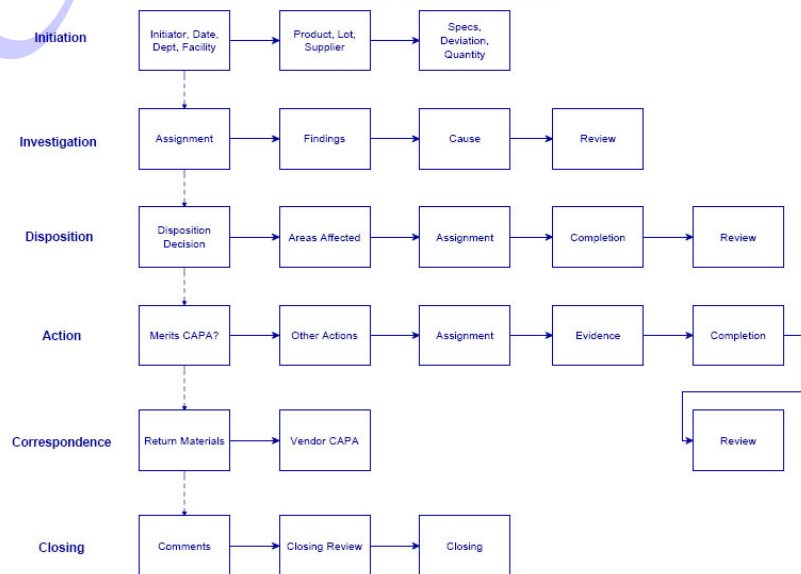 Initiation
Initiator, Date,
Dept, Facility
Product, Lot,
Supplier
Specs,
Deviation,
Quantity
Investigation
Assignment
Findings
Cause
Review
Disposition
Disposition
Decision
Areas Affected
Assignment
Completion
Review
Action
Merits CAPA?
Other Actions
Assignment
Evidence
Completion
Review
Correspondence
Return Materials
Vendor CAPA
Closing
Comments
Closing Review
Closing